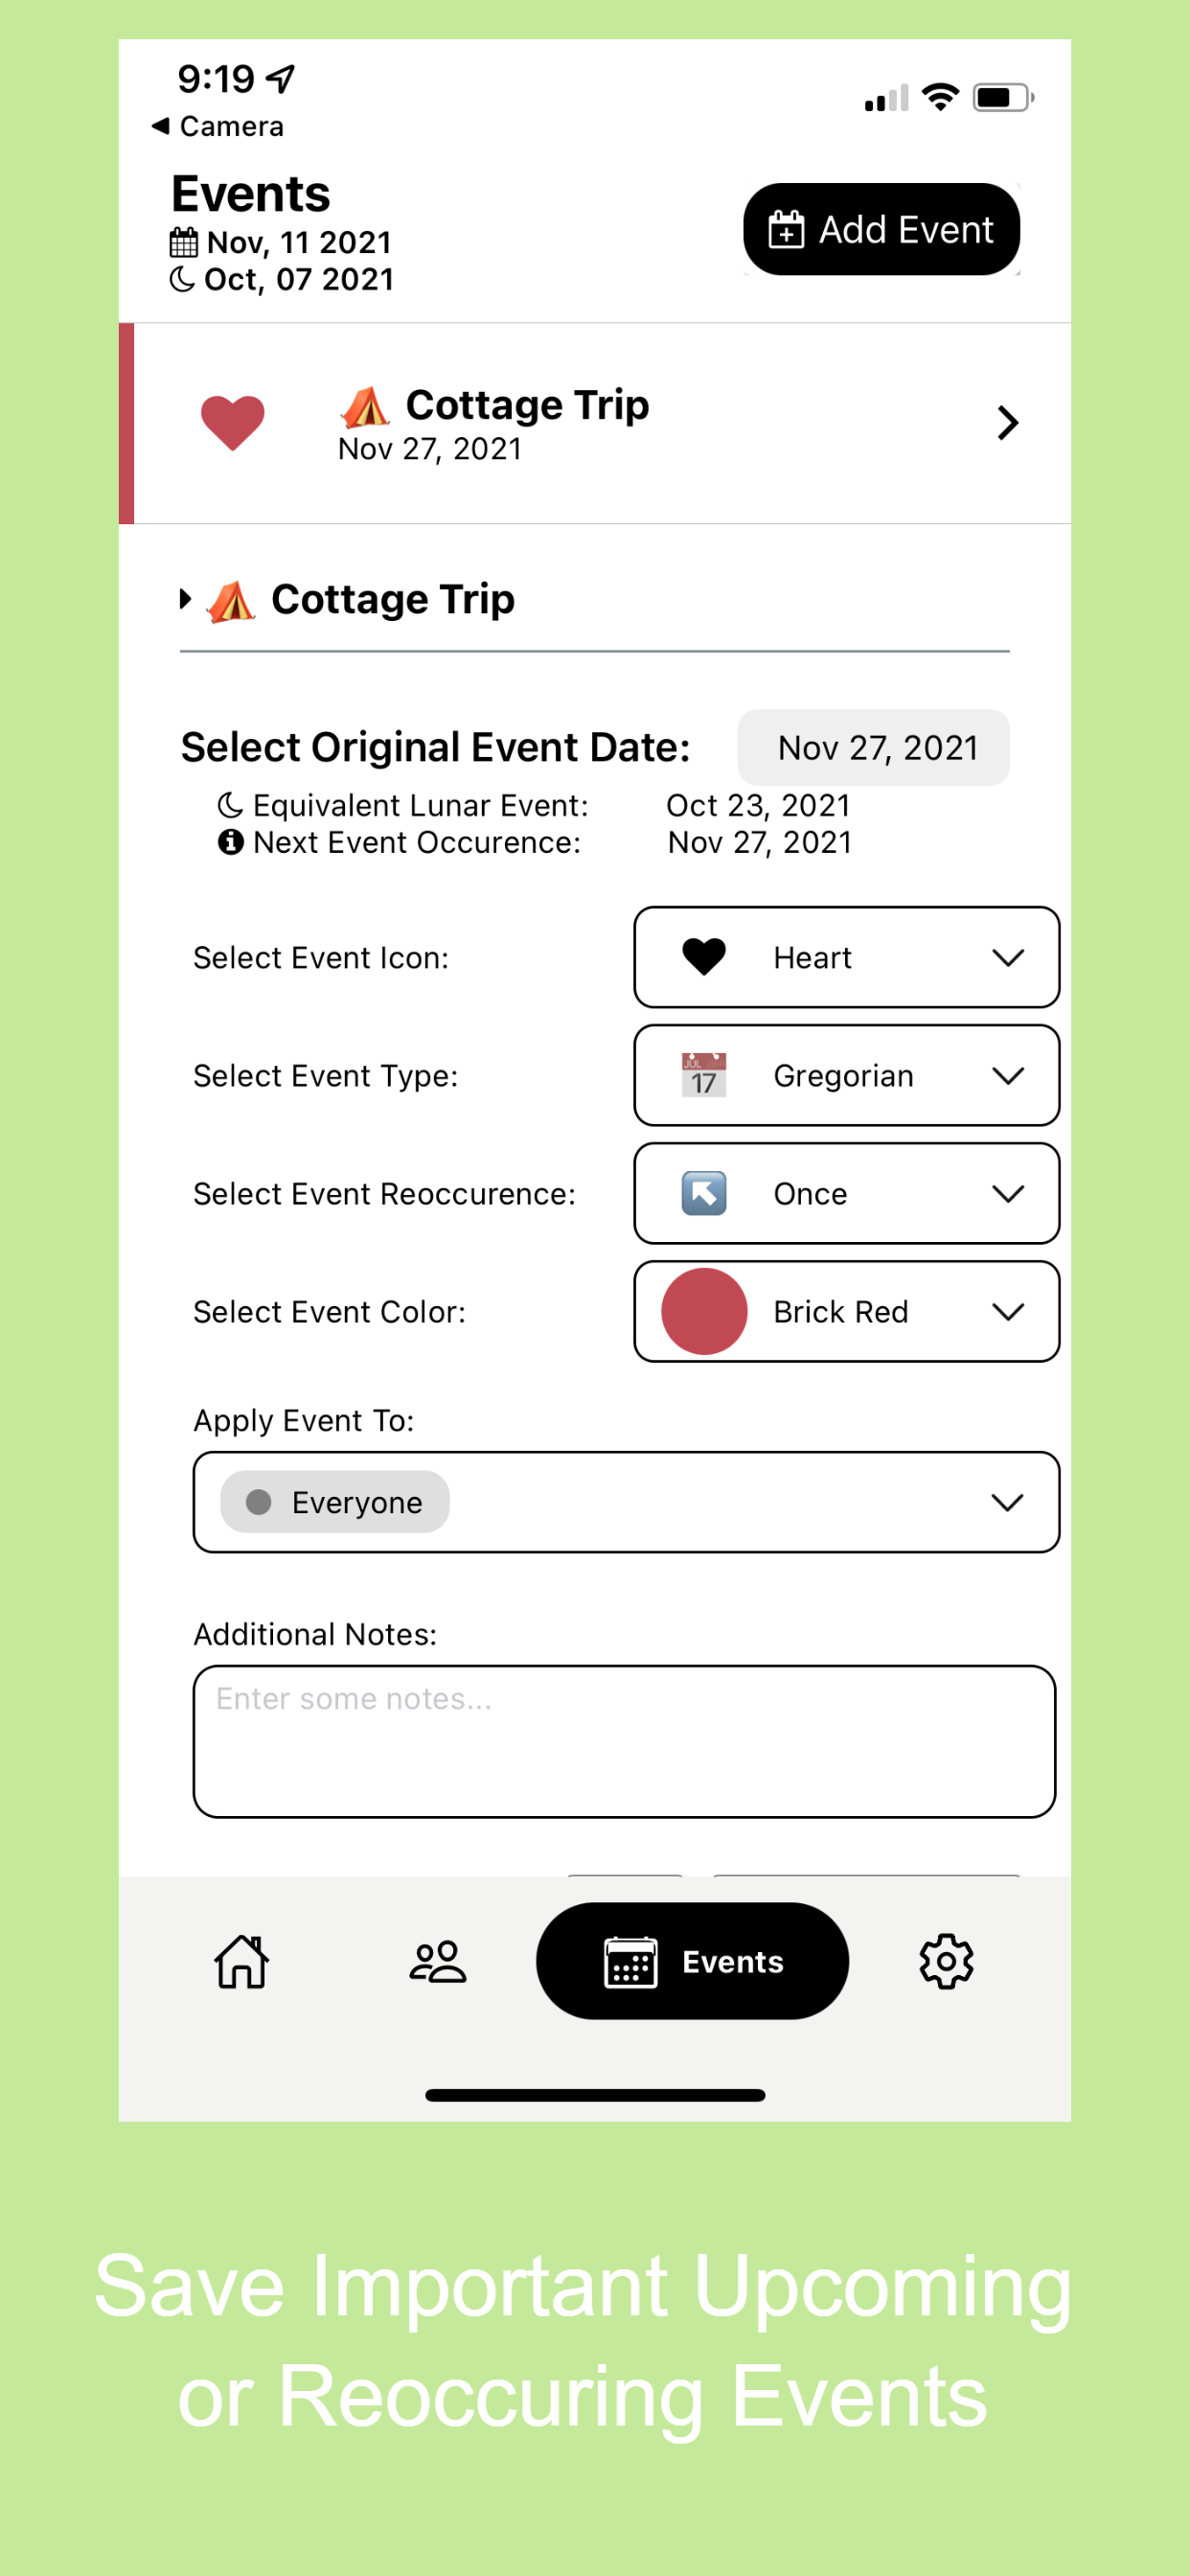 9:19
Camera
Events
Nov, 11 2021
Oct, 07 2021
Add Event
Cottage Trip
Nov 27, 2021
Cottage Trip
Select Original Event Date: Nov 27, 2021
Equivalent Lunar Event: Oct 23, 2021
Next Event Occurence: Nov 27, 2021
Select Event Icon: Heart
Select Event Type: JUL 17 Gregorian
Select Event Reoccurence: Once
Select Event Color: Brick Red
Apply Event To:
Everyone
Additional Notes:
Enter some notes...
Events
Save Important Upcoming
or Reoccuring Events